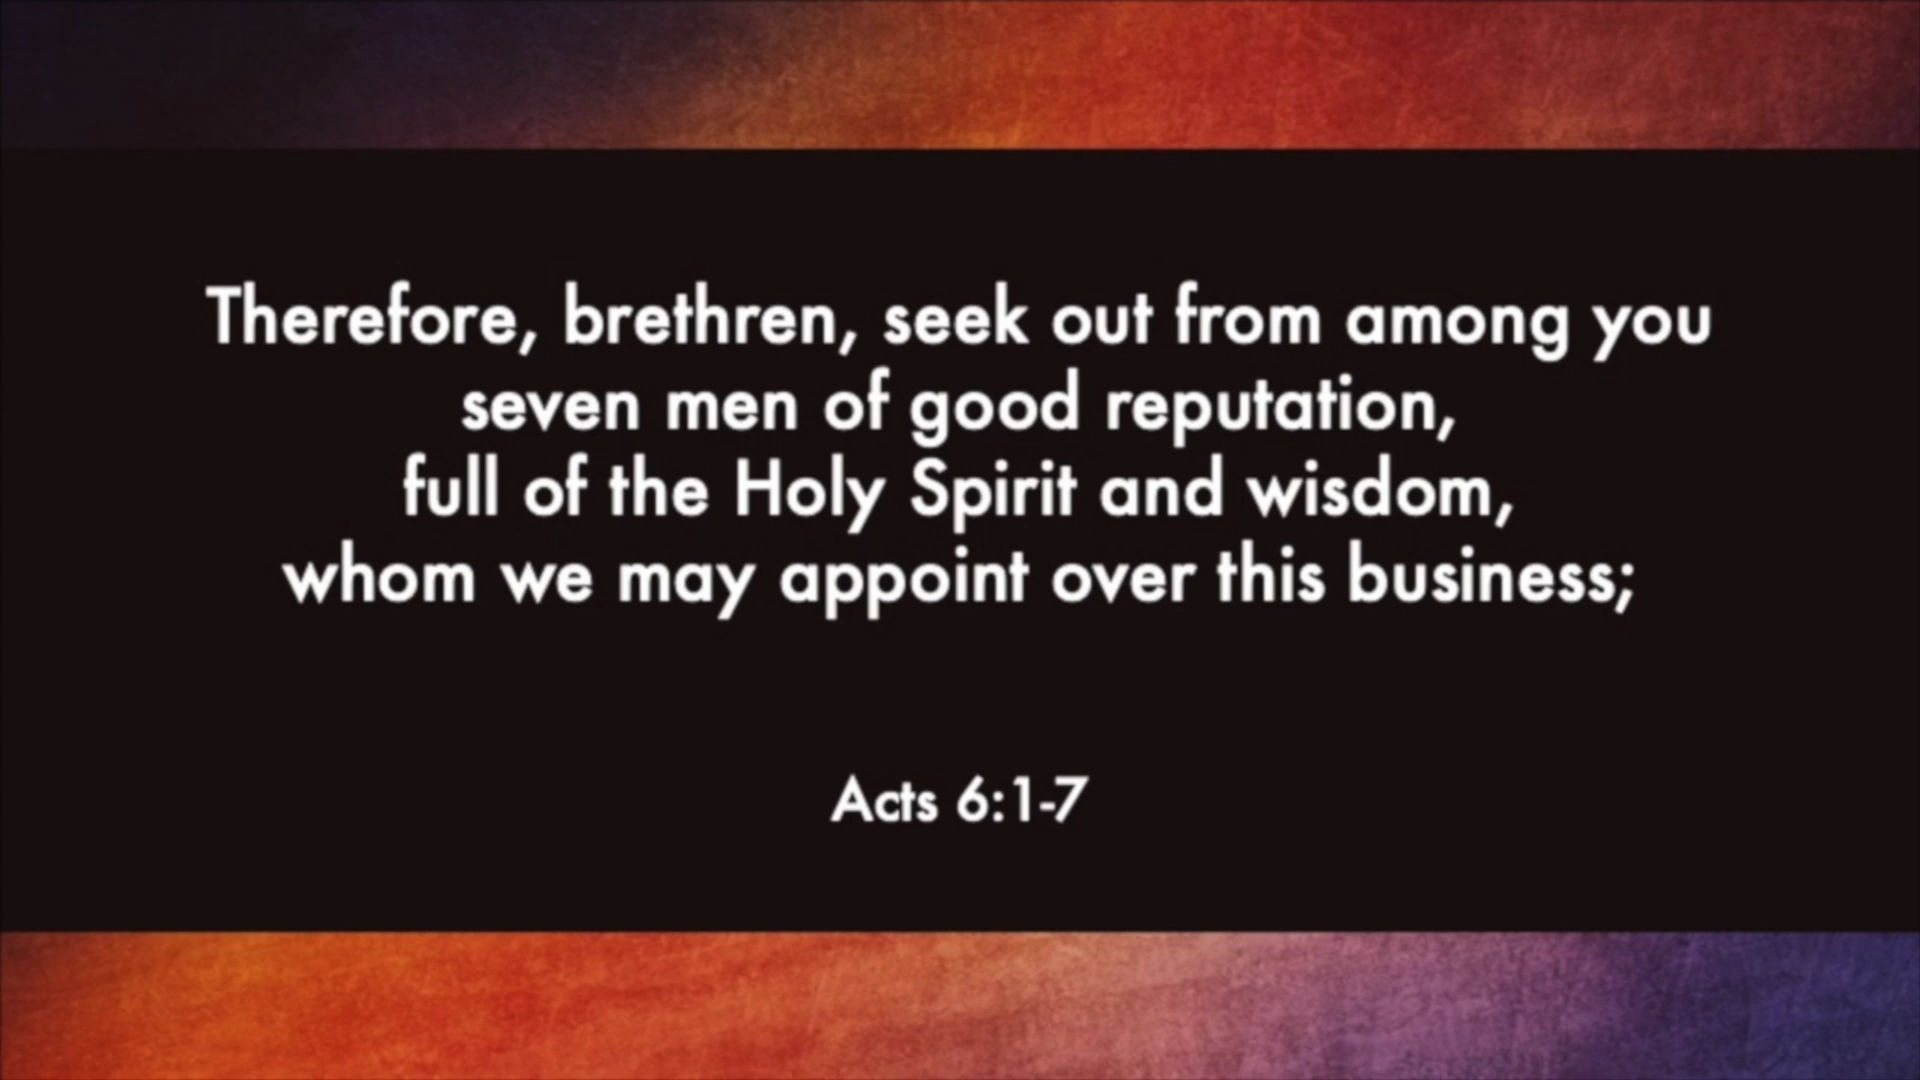 Therefore, brethren, seek out from among you
seven men of good reputation,
full of the Holy Spirit and wisdom,
whom we may appoint over this business;
Acts 6:1-7